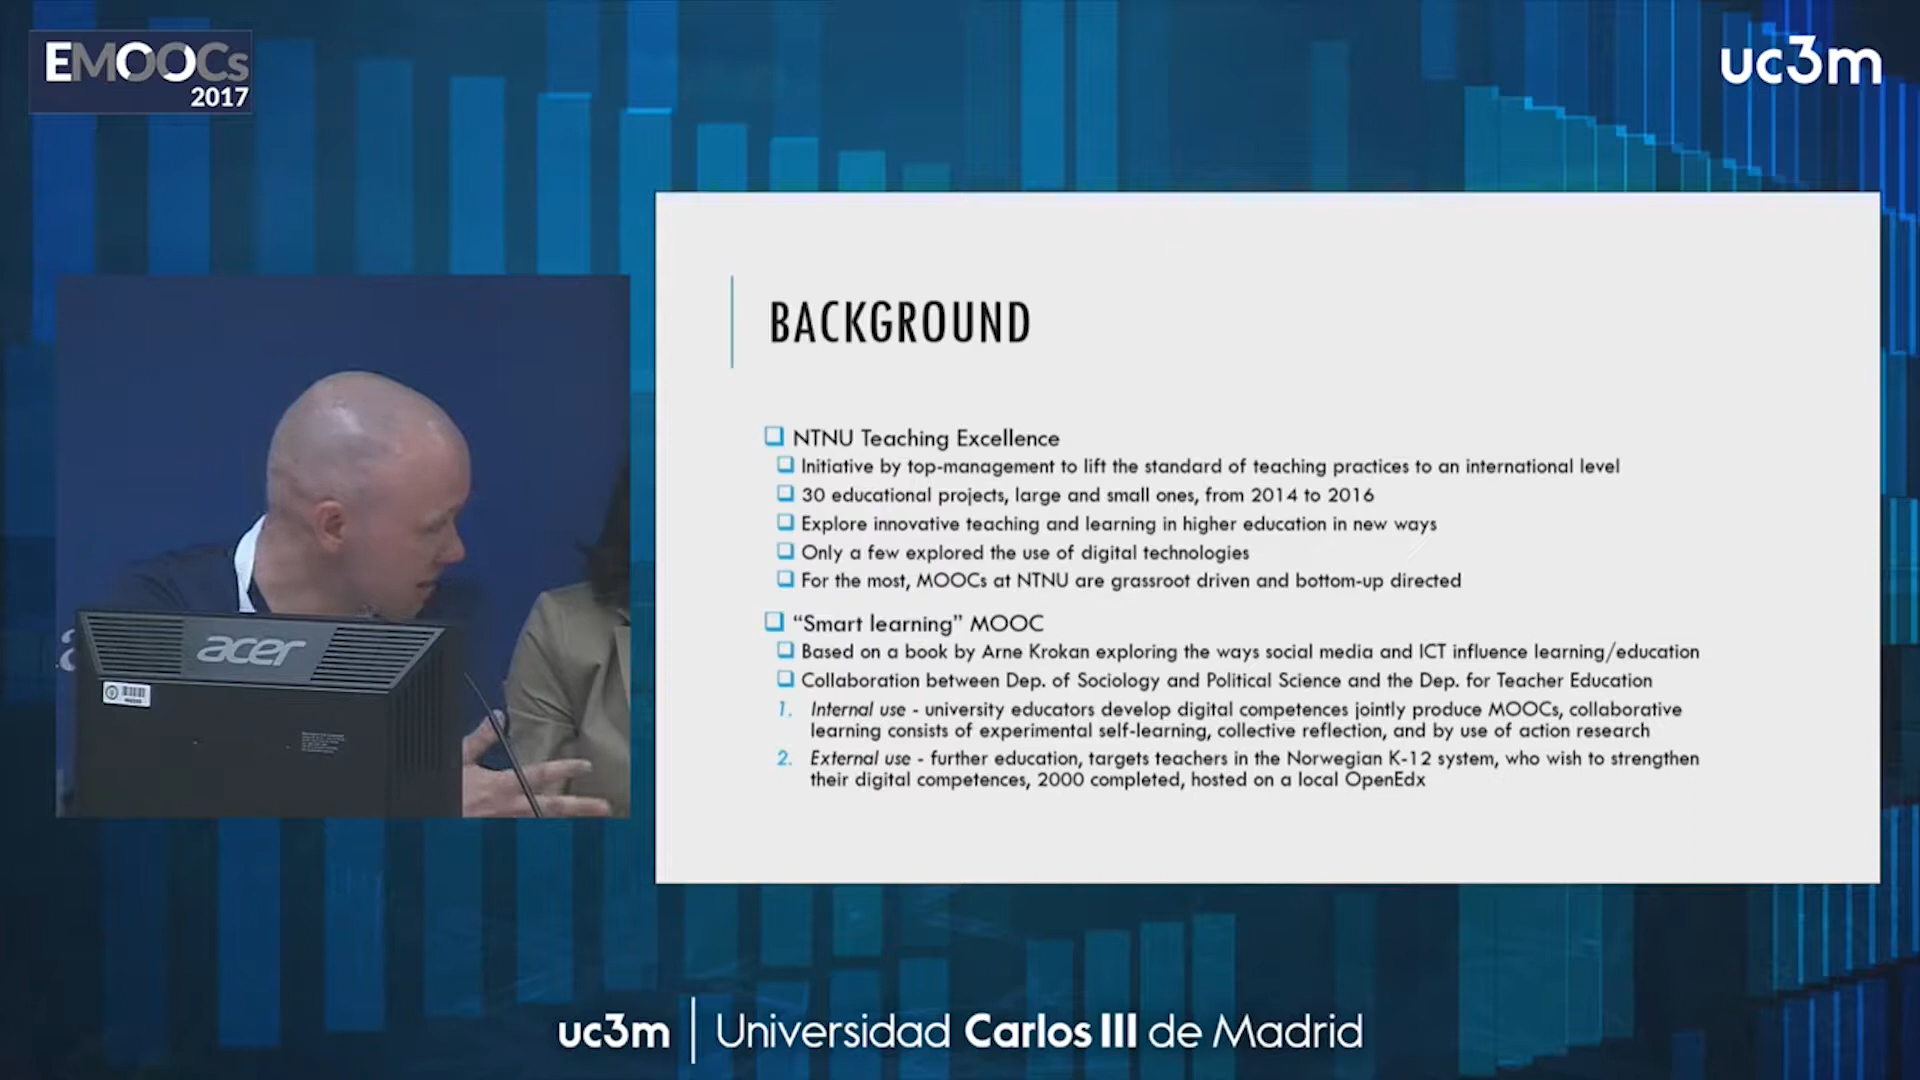 EMOOCs
2017
uc3m
BACKGROUND
NTNU Teaching Excellence
Initiative by top-management to lift the standard of teaching practices to an international level
30 educational projects, large and small ones, from 2014 to 2016
Explore innovative teaching and learning in higher education in new ways
Only a few explored the use of digital technologies
For the most, MOOCs at NTNU are grassroot driven and bottom-up directed
“Smart learning” MOOC
Based on a book by Arne Krokan exploring the ways social media and ICT influence learning/education
Collaboration between Dep. of Sociology and Political Science and the Dep. for Teacher Education
1. Internal use - university educators develop digital competences jointly produce MOOCs, collaborative
learning consists of experimental self-learning, collective reflection, and by use of action research
2. External use - further education, targets teachers in the Norwegian K-12 system, who wish to strengthen
their digital competences, 2000 completed, hosted on a local OpenEdx
acer
uc3m | Universidad Carlos III de Madrid